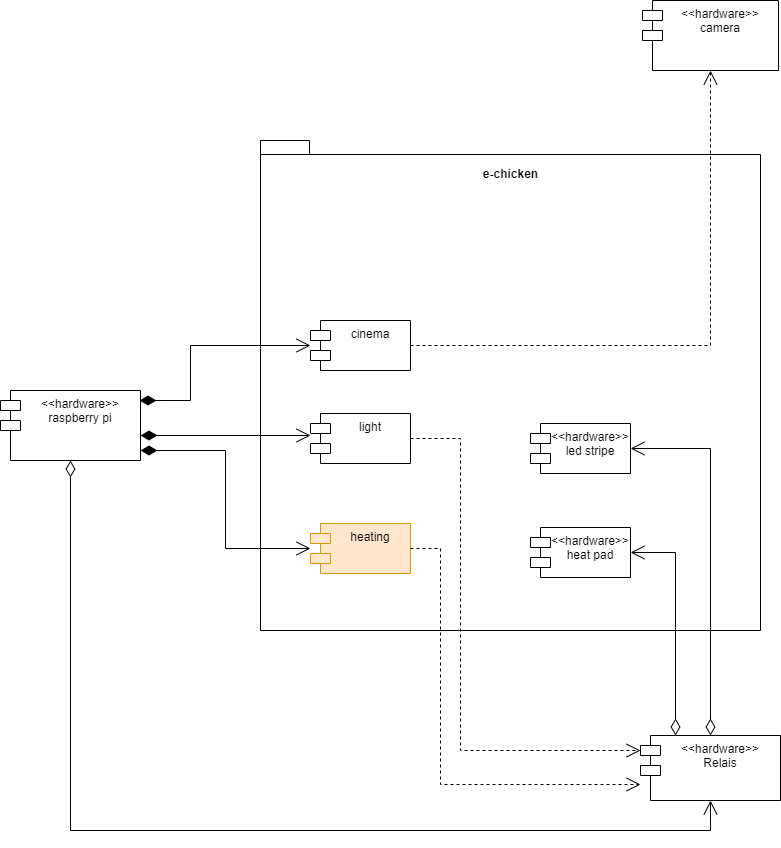 <<hardware>>
camera
e-chicken
cinema
<<hardware>>
raspberry pi
light
<<hardware>>
led stripe
heating
<<hardware>>
heat pad
<<hardware>>
Relais